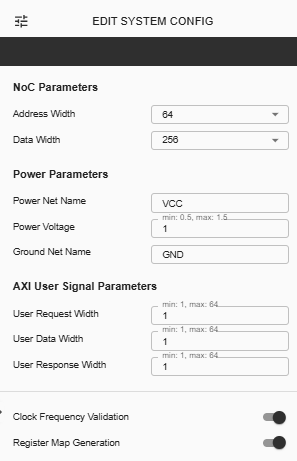 EDIT SYSTEM CONFIG
NoC Parameters
Address Width 64
Data Width 256
Power Parameters
Power Net Name VCC
min: 0.5, max: 1.5
Power Voltage 1
Ground Net Name GND
AXI User Signal Parameters
min: 1, max: 64
User Request Width 1
min: 1, max: 64
User Data Width 1
min: 1, max: 64
User Response Width 1
Clock Frequency Validation
Register Map Generation